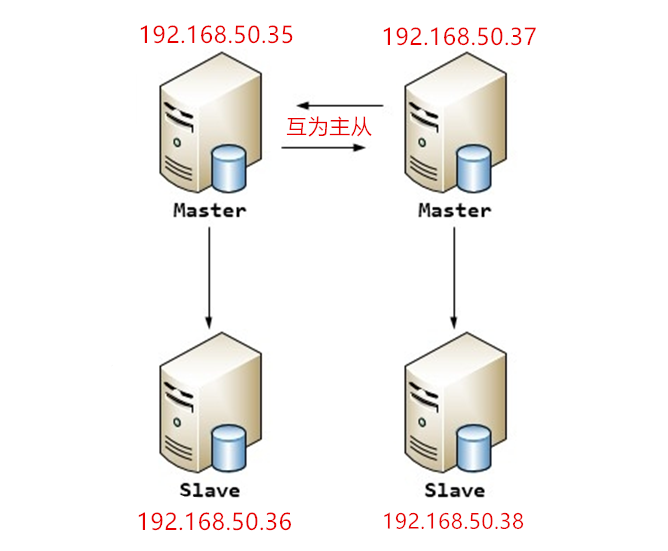 192.168.50.35
192.168.50.37
互为主从
Master
Master
Slave
Slave
192.168.50.36
192.168.50.38